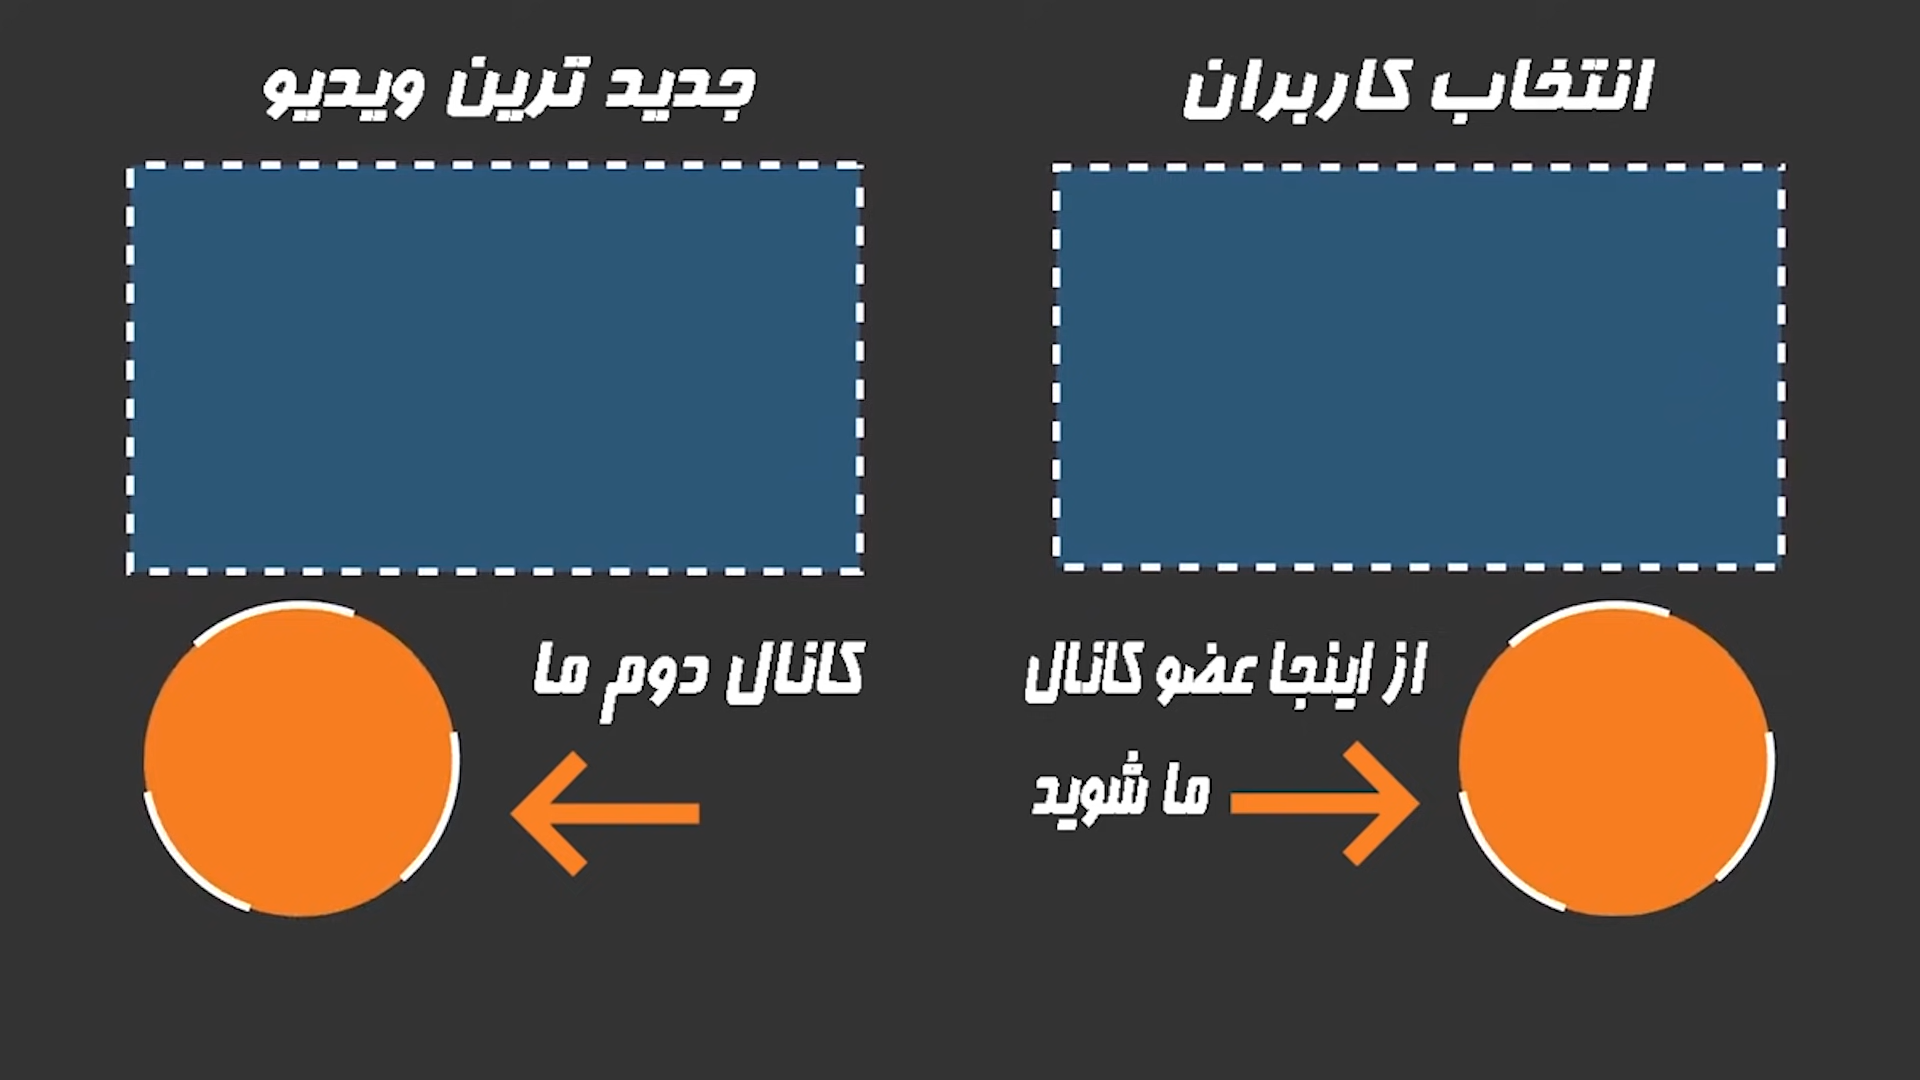 انتخاب کاربران
جدید ترین ویدیو
از اینجا عضو کانال
ما شوید
کانال دوم ما